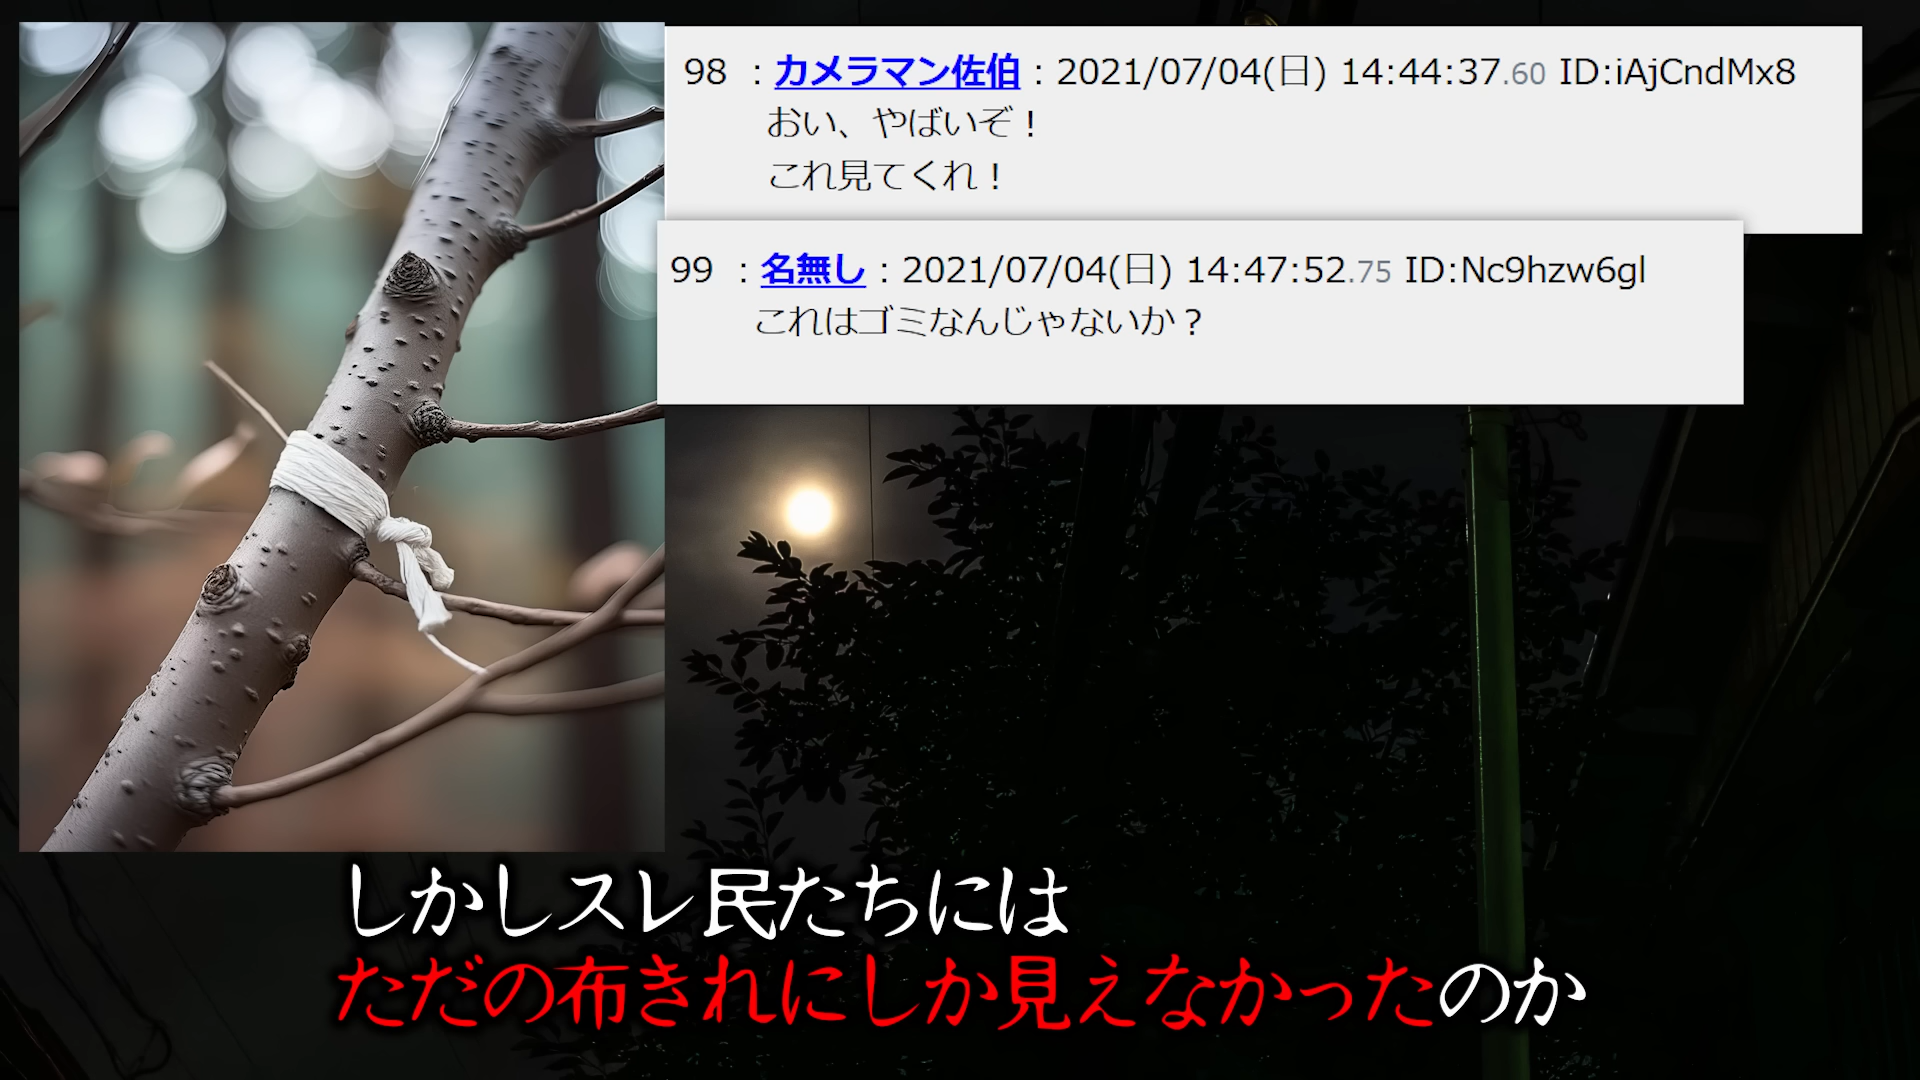 98 ：カメラマン佐伯：2021/07/04(日) 14:44:37.60 ID:iAjCndMx8
おい、やばいぞ！
これ見てくれ！
99 ：名無し：2021/07/04(日) 14:47:52.75 ID:Nc9hzw6gl
これはゴミなんじゃないか？
しかしスレ民たちには
ただの布きれにしか見えなかったのか